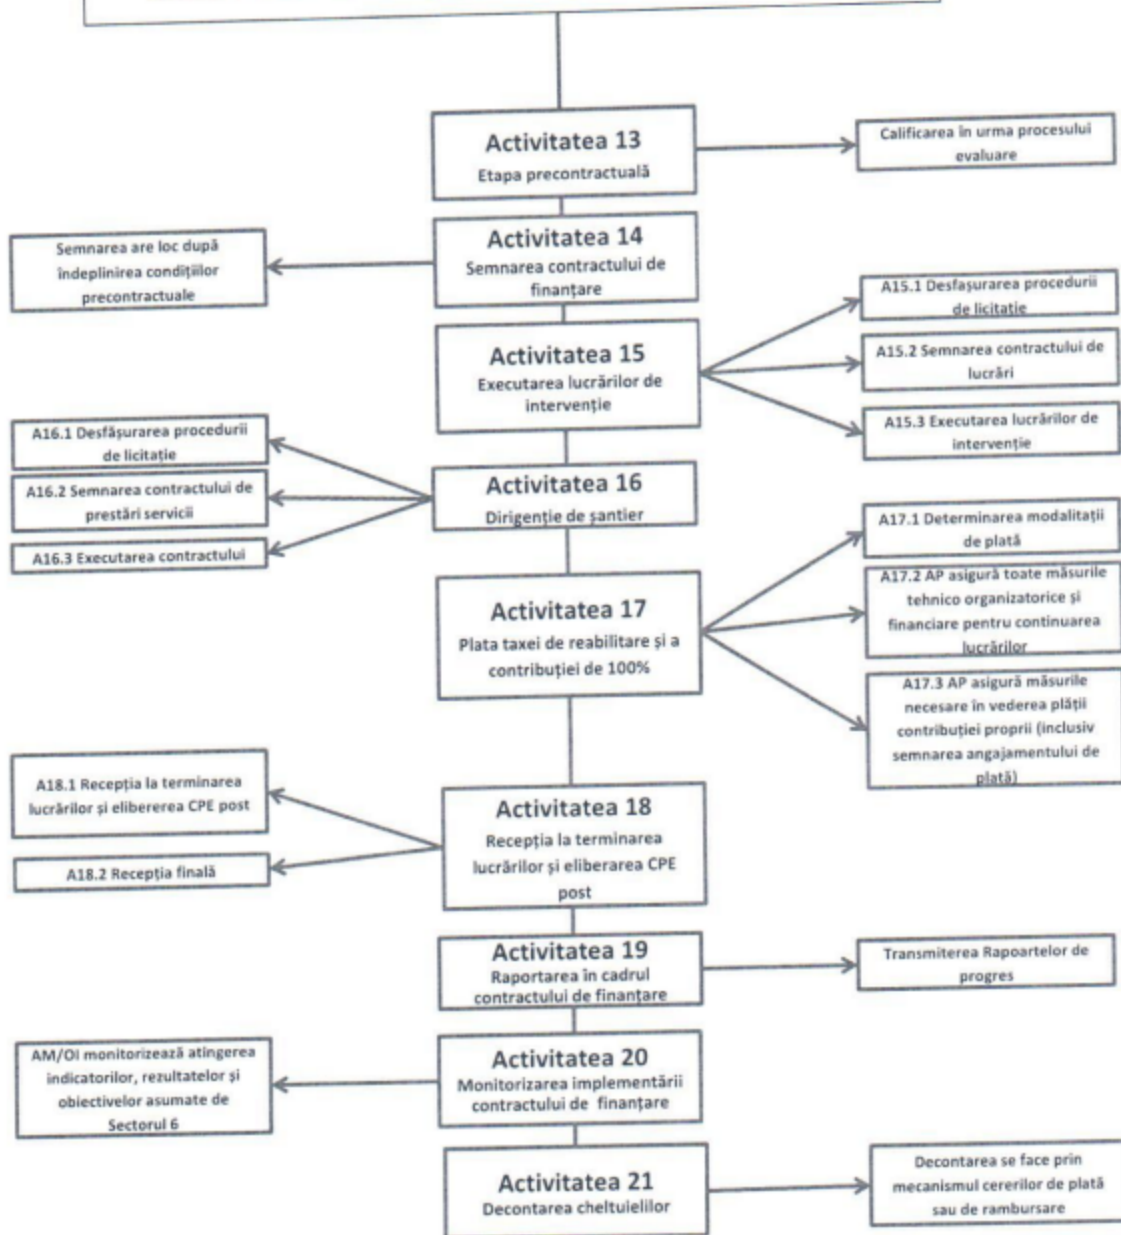 Activitatea 13
Etapa precontractuală
Calificarea în urma procesului
evaluare
Activitatea 14
Semnarea contractului de
finanțare
Semnarea are loc după
îndeplinirea condițiilor
precontractuale
Activitatea 15
Executarea lucrărilor de
intervenție
A15.1 Desfașurarea procedurii
de licitație
A15.2 Semnarea contractului de
lucrări
A15.3 Executarea lucrărilor de
intervenție
Activitatea 16
Dirigenție de șantier
A16.1 Desfășurarea procedurii
de licitație
A16.2 Semnarea contractului de
prestări servicii
A16.3 Executarea contractului
Activitatea 17
Plata taxei de reabilitare și a
contribuției de 100%
A17.1 Determinarea modalitații
de plată
A17.2 AP asigură toate măsurile
tehnico organizatorice și
financiare pentru continuarea
lucrărilor
A17.3 AP asigură măsurile
necesare în vederea plății
contribuției proprii (inclusiv
semnarea angajamentului de
plată)
Activitatea 18
Recepția la terminarea
lucrărilor și eliberarea CPE
post
A18.1 Recepția la terminarea
lucrărilor și elibererea CPE post
A18.2 Recepția finală
Activitatea 19
Raportarea în cadrul
contractului de finanțare
Transmiterea Rapoartelor de
progres
Activitatea 20
Monitorizarea implementării
contractului de finanțare
AM/OI monitorizează atingerea
indicatorilor, rezultatelor și
obiectivelor asumate de
Sectorul 6
Activitatea 21
Decontarea cheltuielilor
Decontarea se face prin
mecanismul cererilor de plată
sau de rambursare